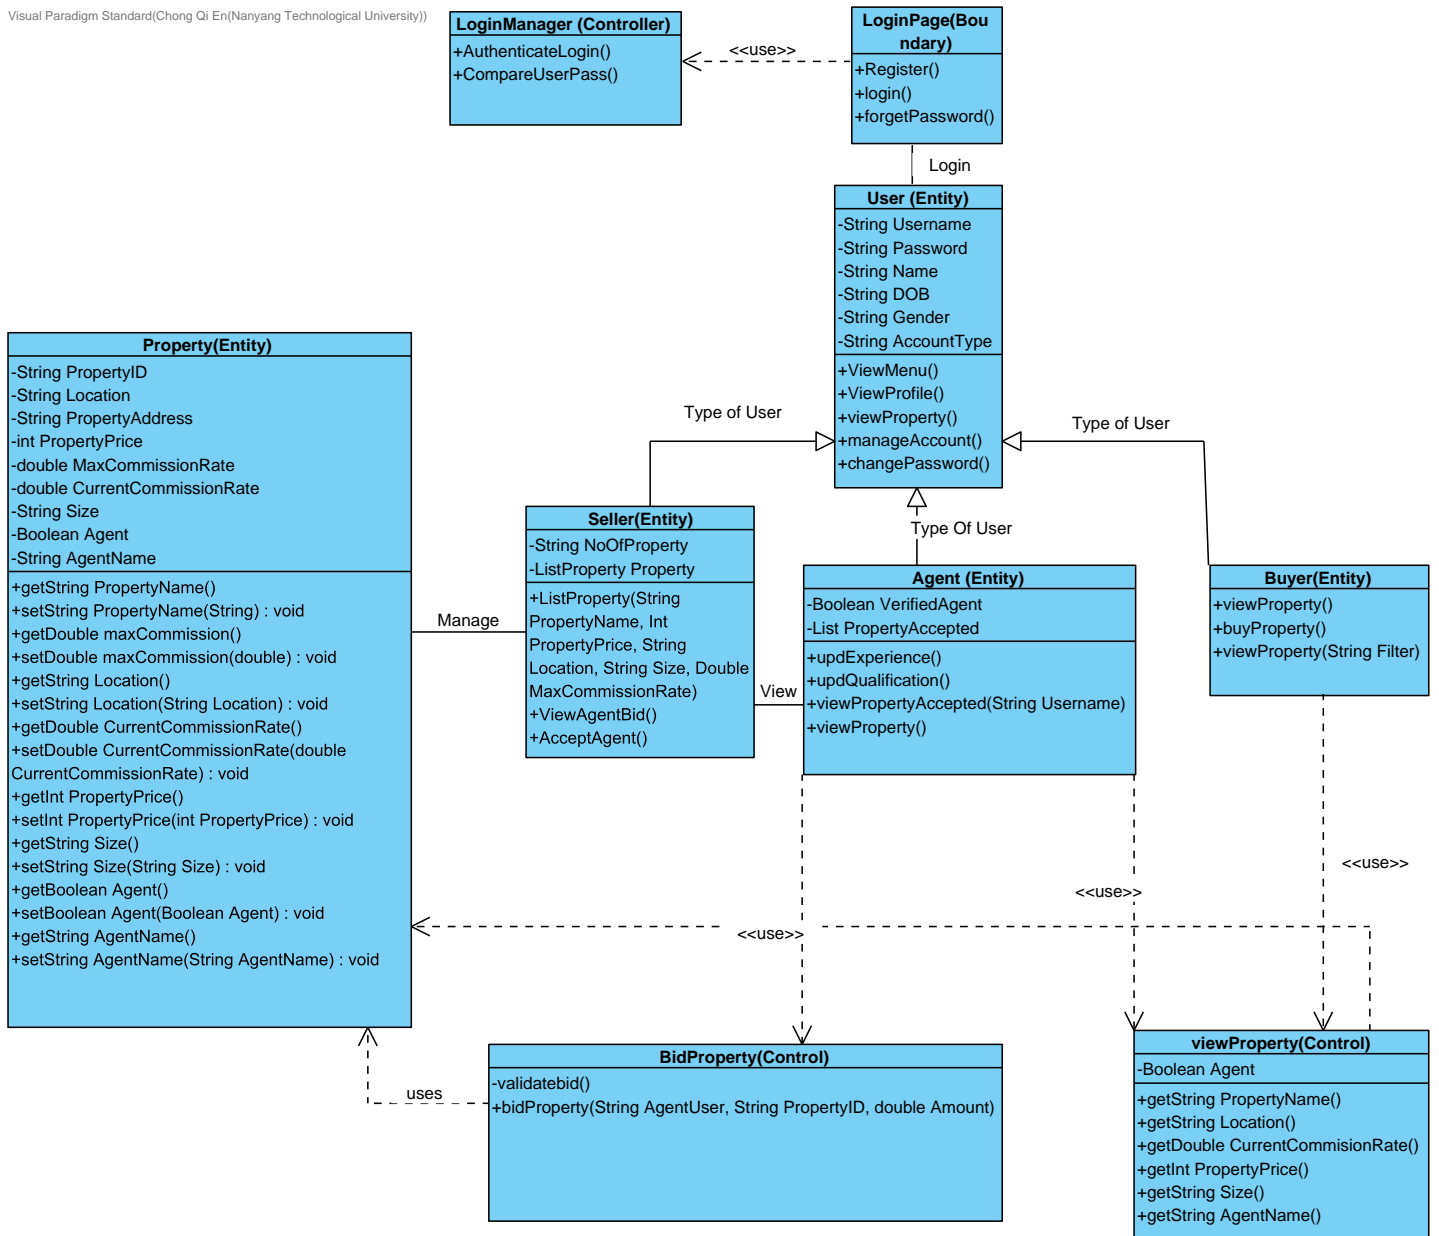 Visual Paradigm Standard(Chong Qi En(Nanyang Technological University))
LoginManager (Controller)
+AuthenticateLogin()
+CompareUserPass()
<<use>>
LoginPage(Bou
ndary)
+Register()
+login()
+forgetPassword()
Login
User (Entity)
-String Username
-String Password
-String Name
-String DOB
-String Gender
-String AccountType
+ViewMenu()
+ViewProfile()
+viewProperty()
+manageAccount()
+changePassword()
Type of User
Type of User
Type Of User
Property(Entity)
-String PropertyID
-String Location
-String PropertyAddress
-int PropertyPrice
-double MaxCommissionRate
-double CurrentCommissionRate
-String Size
-Boolean Agent
-String AgentName
+getString PropertyName()
+setString PropertyName(String) : void
+getDouble maxCommission()
+setDouble maxCommission(double) : void
+getString Location()
+setString Location(String Location) : void
+getDouble CurrentCommissionRate()
+setDouble CurrentCommissionRate(double
CurrentCommissionRate) : void
+getInt PropertyPrice()
+setInt PropertyPrice(int PropertyPrice) : void
+getString Size()
+setString Size(String Size) : void
+getBoolean Agent()
+setBoolean Agent(Boolean Agent) : void
+getString AgentName()
+setString AgentName(String AgentName) : void
Manage
Seller(Entity)
-String NoOfProperty
-ListProperty Property
+ListProperty(String
PropertyName, Int
PropertyPrice, String
Location, String Size, Double
MaxCommissionRate)
+ViewAgentBid()
+AcceptAgent()
View
Agent (Entity)
-Boolean VerifiedAgent
-List PropertyAccepted
+updExperience()
+updQualification()
+viewPropertyAccepted(String Username)
+viewProperty()
Buyer(Entity)
+viewProperty()
+buyProperty()
+viewProperty(String Filter)
<<use>>
<<use>>
<<use>>
uses
BidProperty(Control)
-validatebid()
+bidProperty(String AgentUser, String PropertyID, double Amount)
viewProperty(Control)
-Boolean Agent
+getString PropertyName()
+getString Location()
+getDouble CurrentCommisionRate()
+getInt PropertyPrice()
+getString Size()
+getString AgentName()